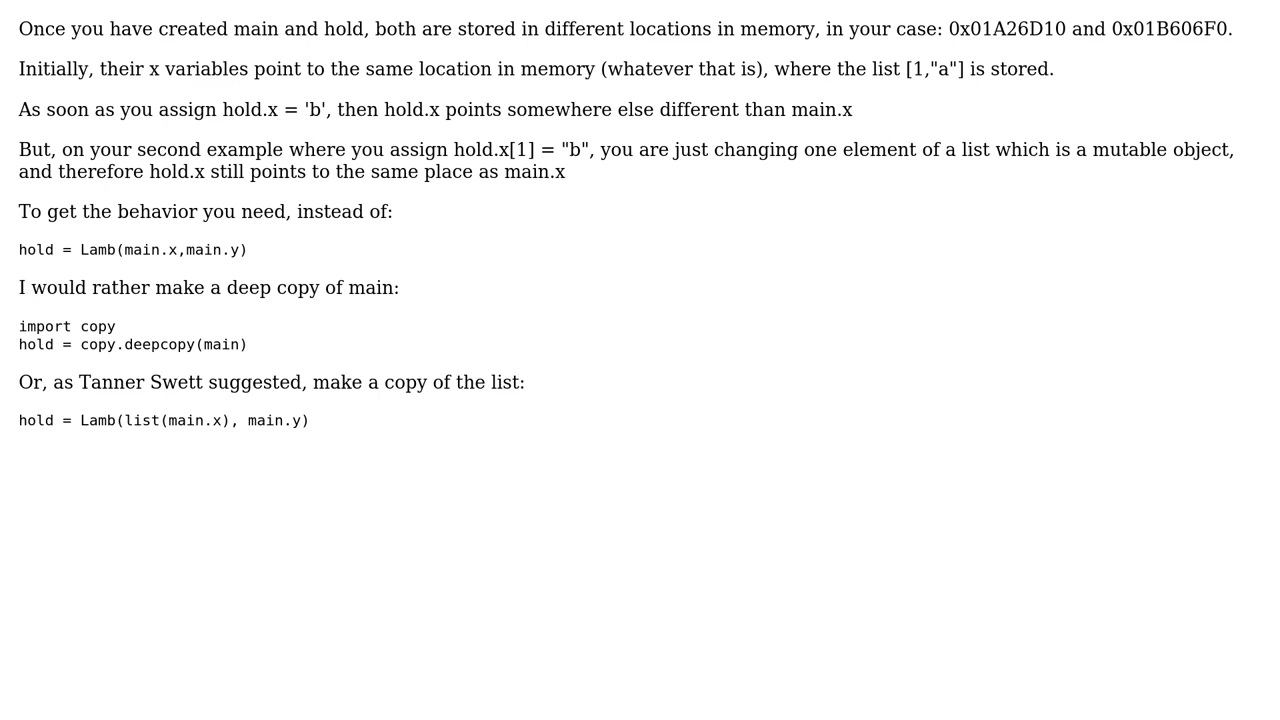 Once you have created main and hold, both are stored in different locations in memory, in your case: 0x01A26D10 and 0x01B606F0.
Initially, their x variables point to the same location in memory (whatever that is), where the list [1,"a"] is stored.
As soon as you assign hold.x = 'b', then hold.x points somewhere else different than main.x
But, on your second example where you assign hold.x[1] = "b", you are just changing one element of a list which is a mutable object,
and therefore hold.x still points to the same place as main.x
To get the behavior you need, instead of:
hold = Lamb(main.x,main.y)
I would rather make a deep copy of main:
import copy
hold = copy.deepcopy(main)
Or, as Tanner Swett suggested, make a copy of the list:
hold = Lamb(list(main.x), main.y)